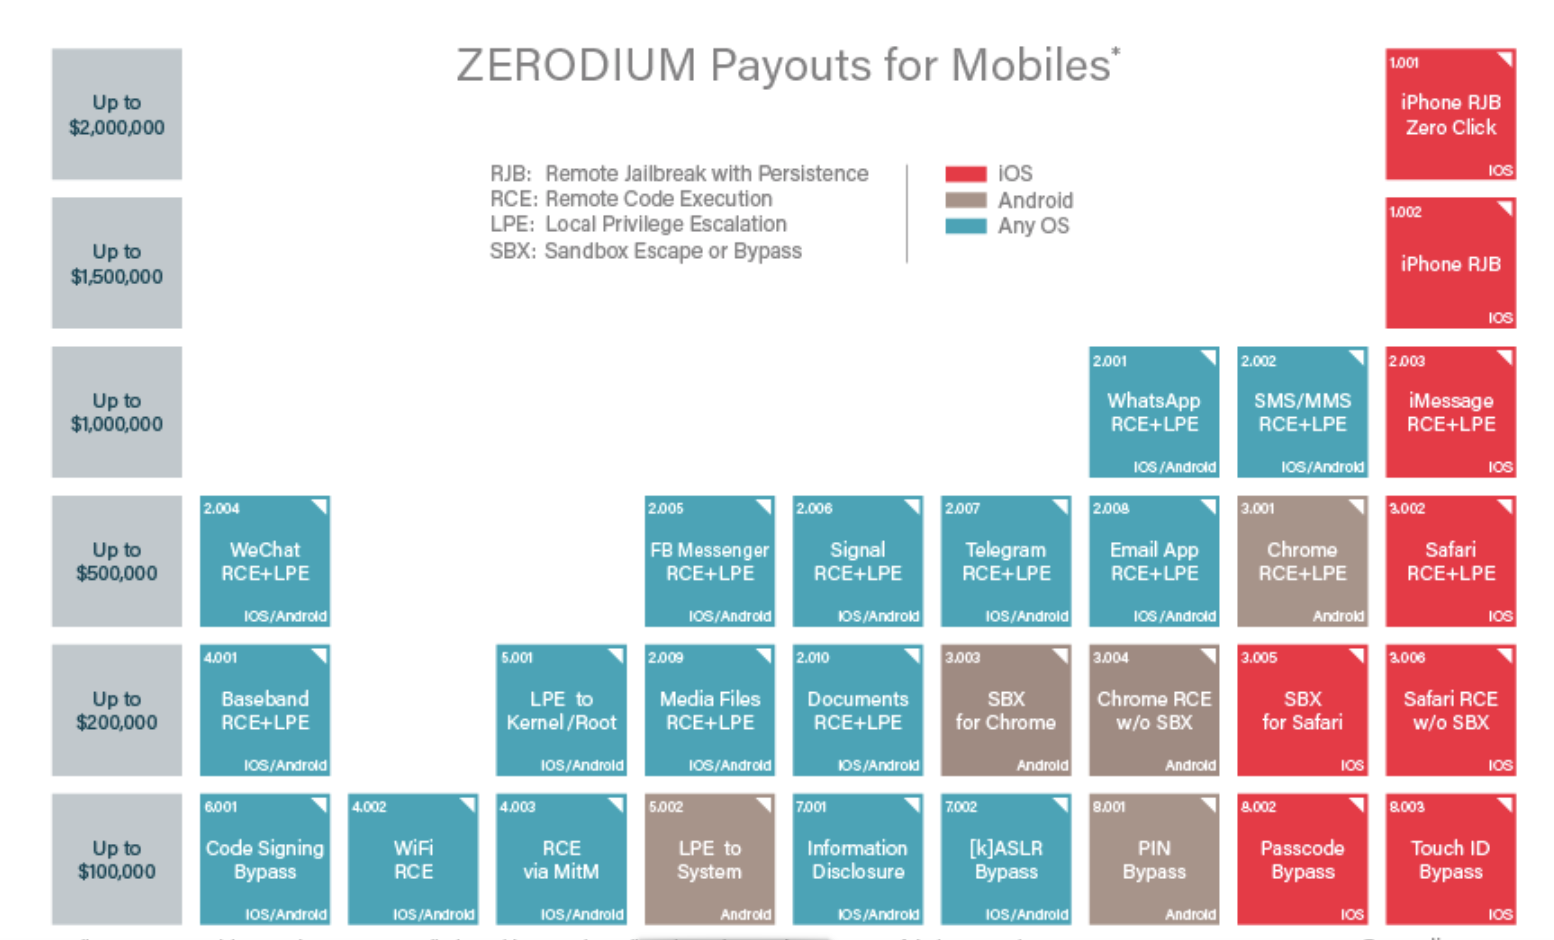 ZERODIUM Payouts for Mobiles*
RJB: Remote Jailbreak with Persistence
RCE: Remote Code Execution
LPE: Local Privilege Escalation
SBX: Sandbox Escape or Bypass
iOS
Android
Any OS
Up to
$2,000,000
1.001
iPhone RJB
Zero Click
IOS
Up to
$1,500,000
1.002
iPhone RJB
IOS
Up to
$1,000,000
2.001
WhatsApp
RCE+LPE
IOS/Android
2.002
SMS/MMS
RCE+LPE
IOS/Android
2.003
iMessage
RCE+LPE
IOS
Up to
$500,000
2.004
WeChat
RCE+LPE
IOS/Android
2.005
FB Messenger
RCE+LPE
IOS/Android
2.006
Signal
RCE+LPE
IOS/Android
2.007
Telegram
RCE+LPE
IOS/Android
2.008
Email App
RCE+LPE
IOS/Android
3.001
Chrome
RCE+LPE
Android
3.002
Safari
RCE+LPE
IOS
Up to
$200,000
4.001
Baseband
RCE+LPE
IOS/Android
5.001
LPE to
Kernel/Root
IOS/Android
2.009
Media Files
RCE+LPE
IOS/Android
2.010
Documents
RCE+LPE
IOS/Android
3.003
SBX
for Chrome
Android
3.004
Chrome RCE
w/o SBX
Android
3.005
SBX
for Safari
IOS
3.006
Safari RCE
w/o SBX
IOS
Up to
$100,000
6.001
Code Signing
Bypass
IOS/Android
4.002
WiFi
RCE
IOS/Android
4.003
RCE
via MitM
IOS/Android
5.002
LPE to
System
Android
7.001
Information
Disclosure
IOS/Android
7.002
[k]ASLR
Bypass
IOS/Android
8.001
PIN
Bypass
Android
8.002
Passcode
Bypass
IOS
8.003
Touch ID
Bypass
IOS